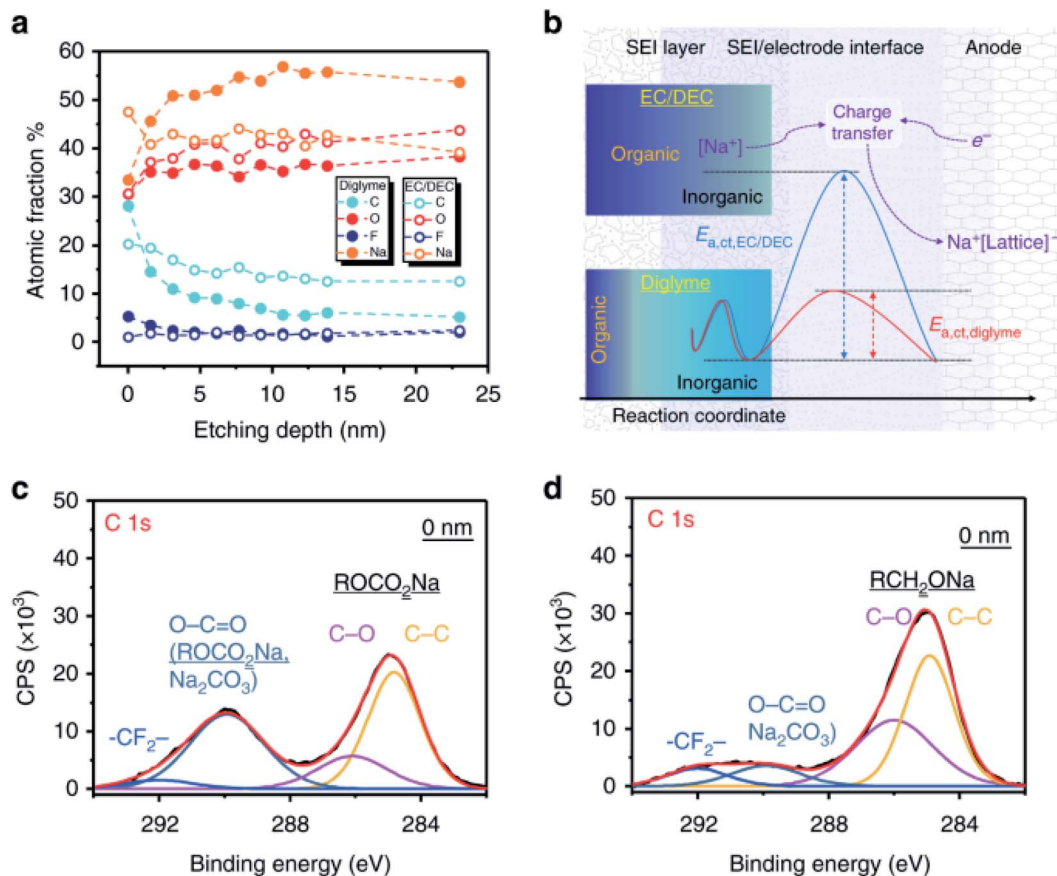 a
60
50
40
30
20
10
0
Atomic fraction %
0 5 10 15 20 25
Etching depth (nm)
Diglyme EC/DEC
C C
O O
F F
Na Na
b
SEI layer SEI/electrode interface Anode
EC/DEC
Charge
transfer
[Na⁺]
e⁻
Organic
Inorganic
Eₐ,ct,EC/DEC
Na⁺[Lattice]⁻
Diglyme
Organic
Eₐ,ct,diglyme
Inorganic
Reaction coordinate
c
50
40
30
20
10
0
CPS (×10³)
C 1s
0 nm
ROCO₂Na
O–C=O
(ROCO₂Na,
Na₂CO₃)
C–O C–C
-CF₂–
292 288 284
Binding energy (eV)
d
50
40
30
20
10
0
CPS (×10³)
C 1s
0 nm
RCH₂ONa
C–O C–C
O–C=O
Na₂CO₃)
-CF₂–
292 288 284
Binding energy (eV)